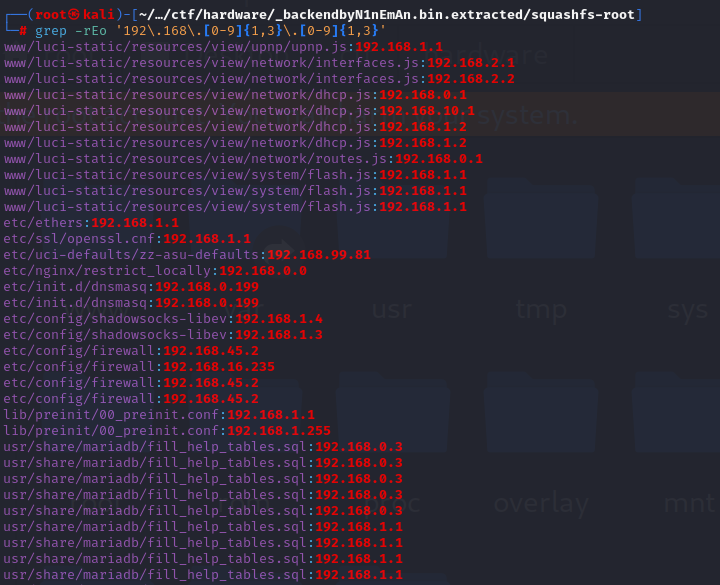 ┌──(root㉿kali)-[~/…/ctf/hardware/_backendbyN1nEmAn.bin.extracted/squashfs-root]
└─# grep -rEo '192\.168\.[0-9]{1,3}\.[0-9]{1,3}'
www/luci-static/resources/view/upnp/upnp.js:192.168.1.1
www/luci-static/resources/view/network/interfaces.js:192.168.2.1
www/luci-static/resources/view/network/interfaces.js:192.168.2.2
www/luci-static/resources/view/network/dhcp.js:192.168.0.1
www/luci-static/resources/view/network/dhcp.js:192.168.10.1
www/luci-static/resources/view/network/dhcp.js:192.168.1.2
www/luci-static/resources/view/network/dhcp.js:192.168.1.2
www/luci-static/resources/view/network/routes.js:192.168.0.1
www/luci-static/resources/view/system/flash.js:192.168.1.1
www/luci-static/resources/view/system/flash.js:192.168.1.1
www/luci-static/resources/view/system/flash.js:192.168.1.1
etc/ethers:192.168.1.1
etc/ssl/openssl.cnf:192.168.1.1
etc/uci-defaults/zz-asu-defaults:192.168.99.81
etc/nginx/restrict_locally:192.168.0.0
etc/init.d/dnsmasq:192.168.0.199
etc/init.d/dnsmasq:192.168.0.199
etc/config/shadowsocks-libev:192.168.1.4
etc/config/shadowsocks-libev:192.168.1.3
etc/config/firewall:192.168.45.2
etc/config/firewall:192.168.16.235
etc/config/firewall:192.168.45.2
etc/config/firewall:192.168.45.2
lib/preinit/00_preinit.conf:192.168.1.1
lib/preinit/00_preinit.conf:192.168.1.255
usr/share/mariadb/fill_help_tables.sql:192.168.0.3
usr/share/mariadb/fill_help_tables.sql:192.168.0.3
usr/share/mariadb/fill_help_tables.sql:192.168.0.3
usr/share/mariadb/fill_help_tables.sql:192.168.0.3
usr/share/mariadb/fill_help_tables.sql:192.168.0.3
usr/share/mariadb/fill_help_tables.sql:192.168.1.1
usr/share/mariadb/fill_help_tables.sql:192.168.1.1
usr/share/mariadb/fill_help_tables.sql:192.168.1.1
usr/share/mariadb/fill_help_tables.sql:192.168.1.1
hardware
system.
usr
tmp
sys
overlay
mnt